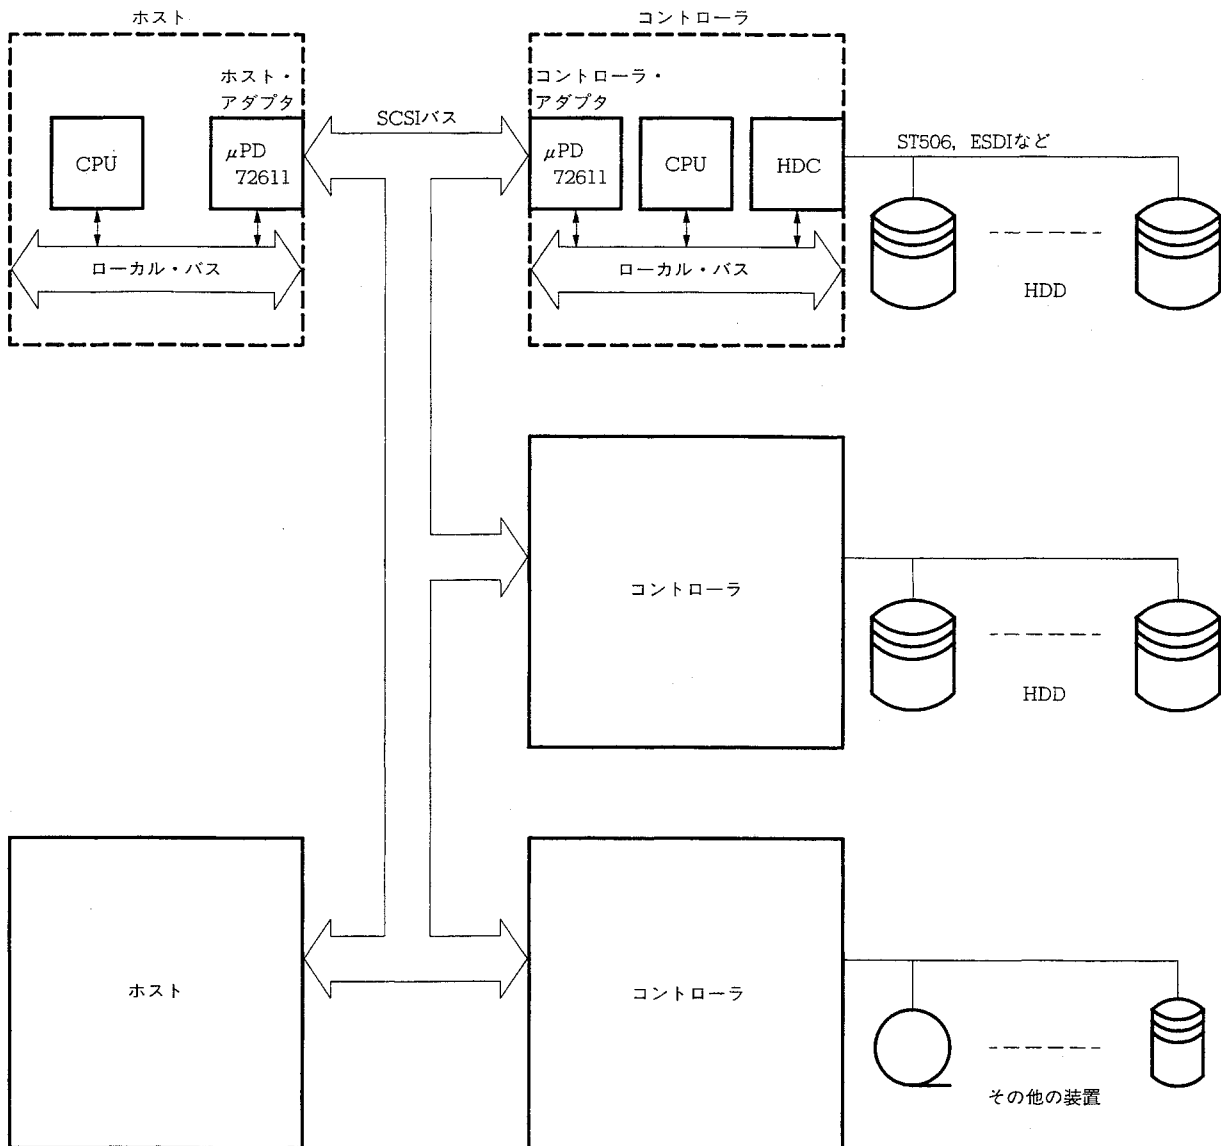 ホスト
コントローラ
ホスト・
アダプタ
コントローラ・
アダプタ
SCSIバス
CPU
μPD
72611
μPD
72611
CPU
HDC
ST506, ESDIなど
ローカル・バス
ローカル・バス
HDD
コントローラ
HDD
ホスト
コントローラ
その他の装置